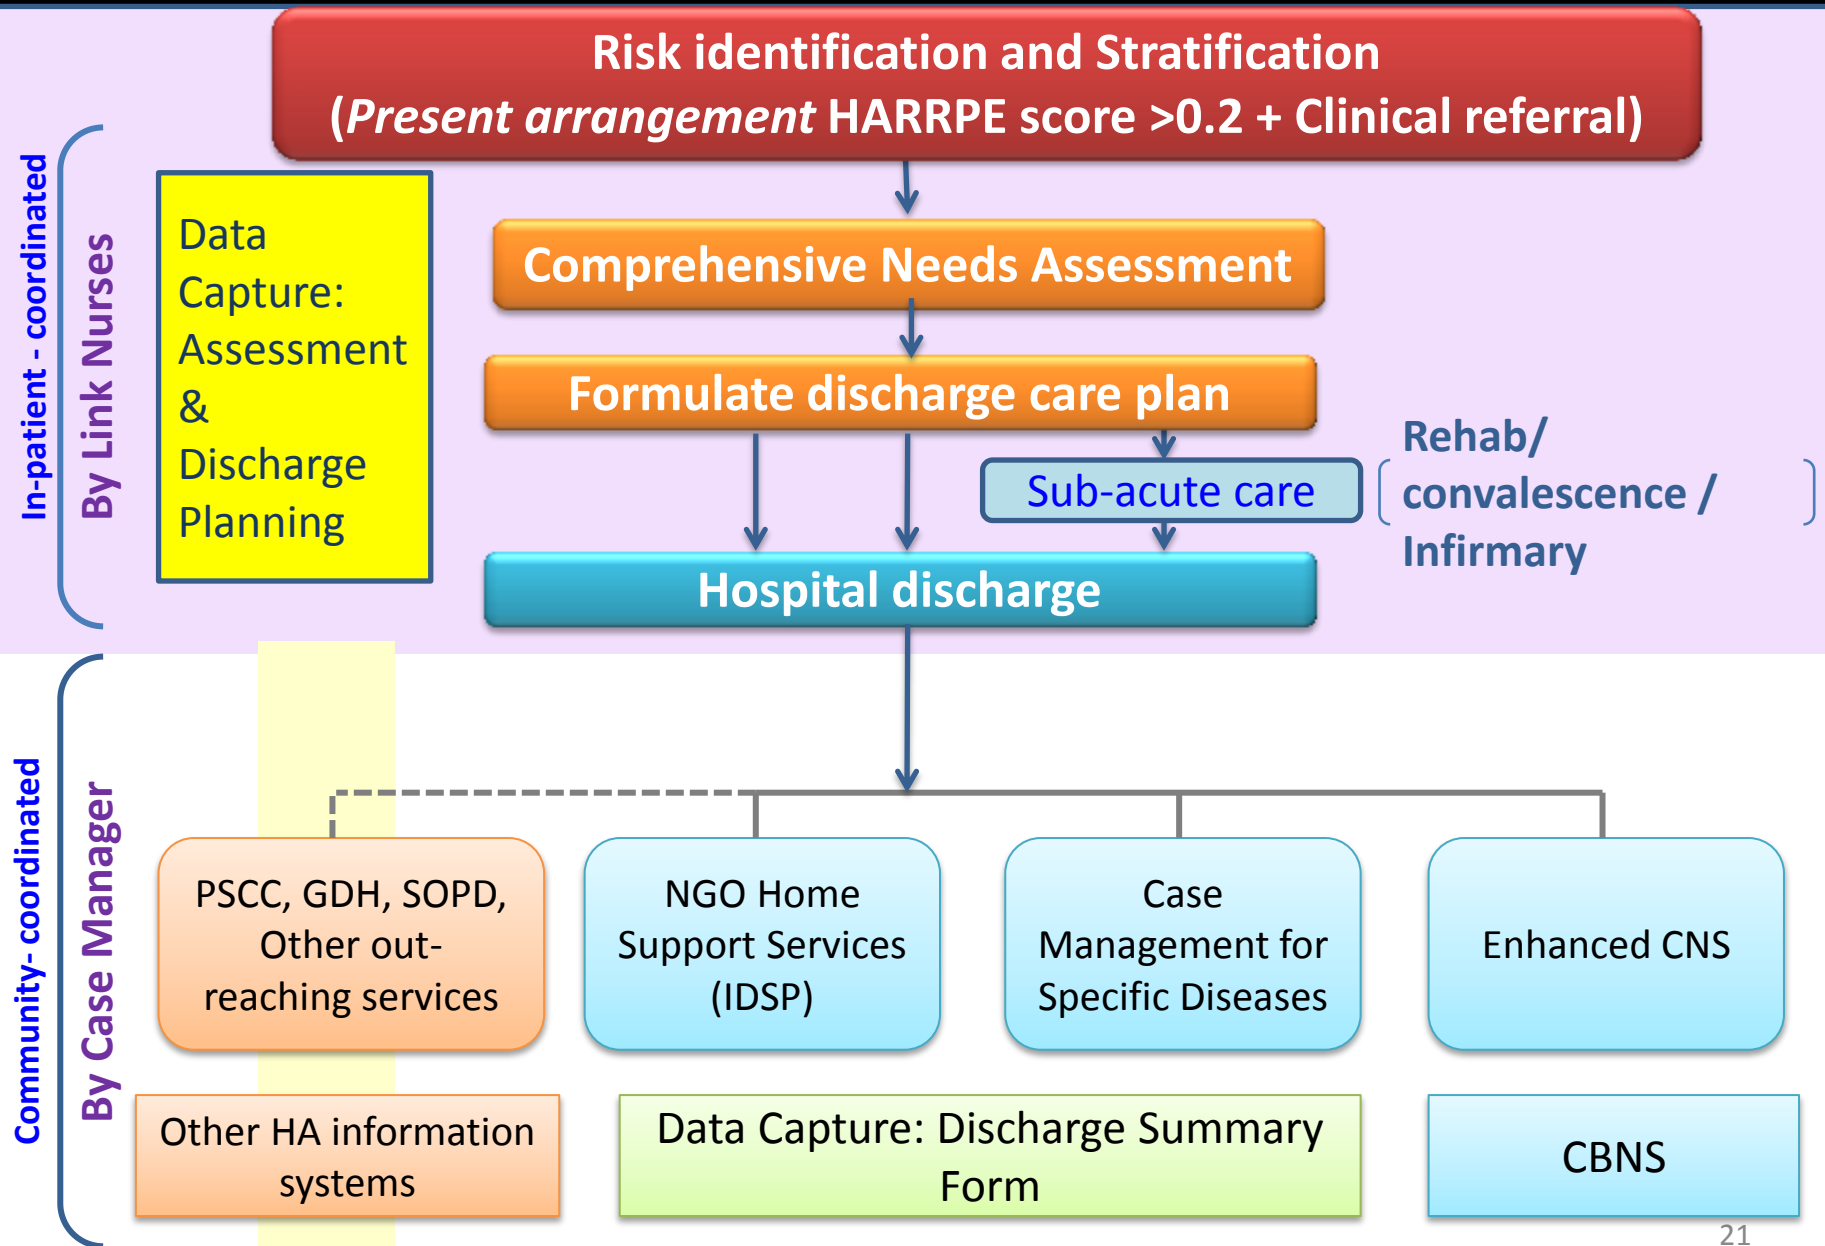 Risk identification and Stratification
(Present arrangement HARRPE score >0.2 + Clinical referral)
In-patient - coordinated
By Link Nurses
Data
Capture:
Assessment
&
Discharge
Planning
Comprehensive Needs Assessment
Formulate discharge care plan
Sub-acute care
Rehab/
convalescence /
Infirmary
Hospital discharge
Community- coordinated
By Case Manager
PSCC, GDH, SOPD,
Other out-
reaching services
NGO Home
Support Services
(IDSP)
Case
Management for
Specific Diseases
Enhanced CNS
Other HA information
systems
Data Capture: Discharge Summary
Form
CBNS
21